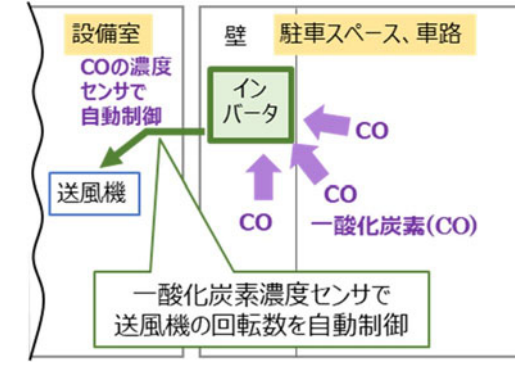 設備室
壁
駐車スペース、車路
COの濃度
センサで
自動制御
イン
バータ
CO
送風機
CO
CO
一酸化炭素(CO)
一酸化炭素濃度センサで
送風機の回転数を自動制御